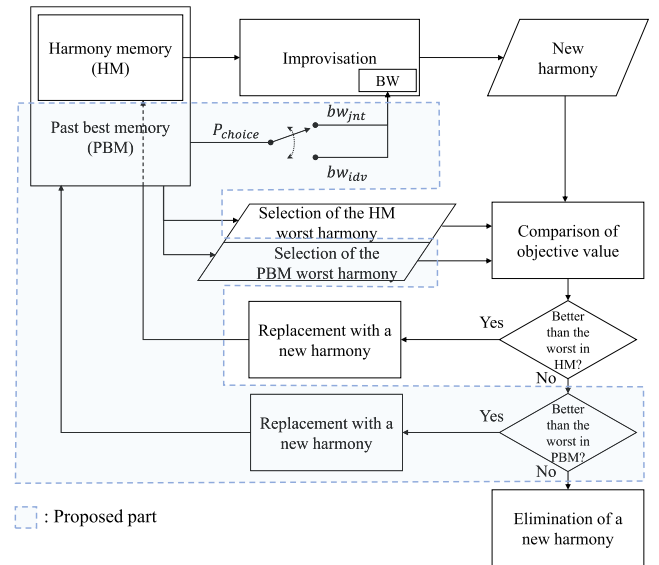 Harmony memory
(HM)
Improvisation
BW
New
harmony
Past best memory
(PBM)
P_choice
bw_jnt
bw_idv
Selection of the HM
worst harmony
Selection of the
PBM worst harmony
Comparison of
objective value
Replacement with a
new harmony
Yes
Better
than the
worst in
HM?
No
Replacement with a
new harmony
Yes
Better
than the
worst in
PBM?
No
: Proposed part
Elimination of a
new harmony